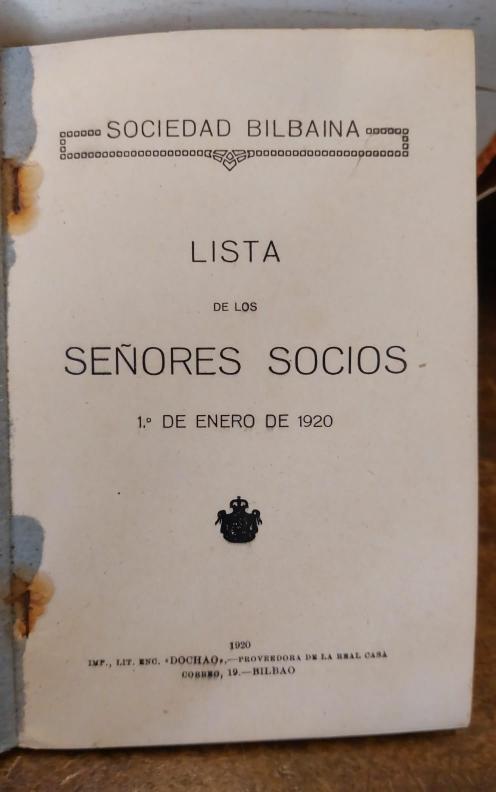 SOCIEDAD BILBAINA
LISTA
DE LOS
SEÑORES SOCIOS
1.º DE ENERO DE 1920
1920
IMP., LIT. ENC. «DOCHAO»,—PROVEEDORA DE LA REAL CASA
CORREO, 19.—BILBAO